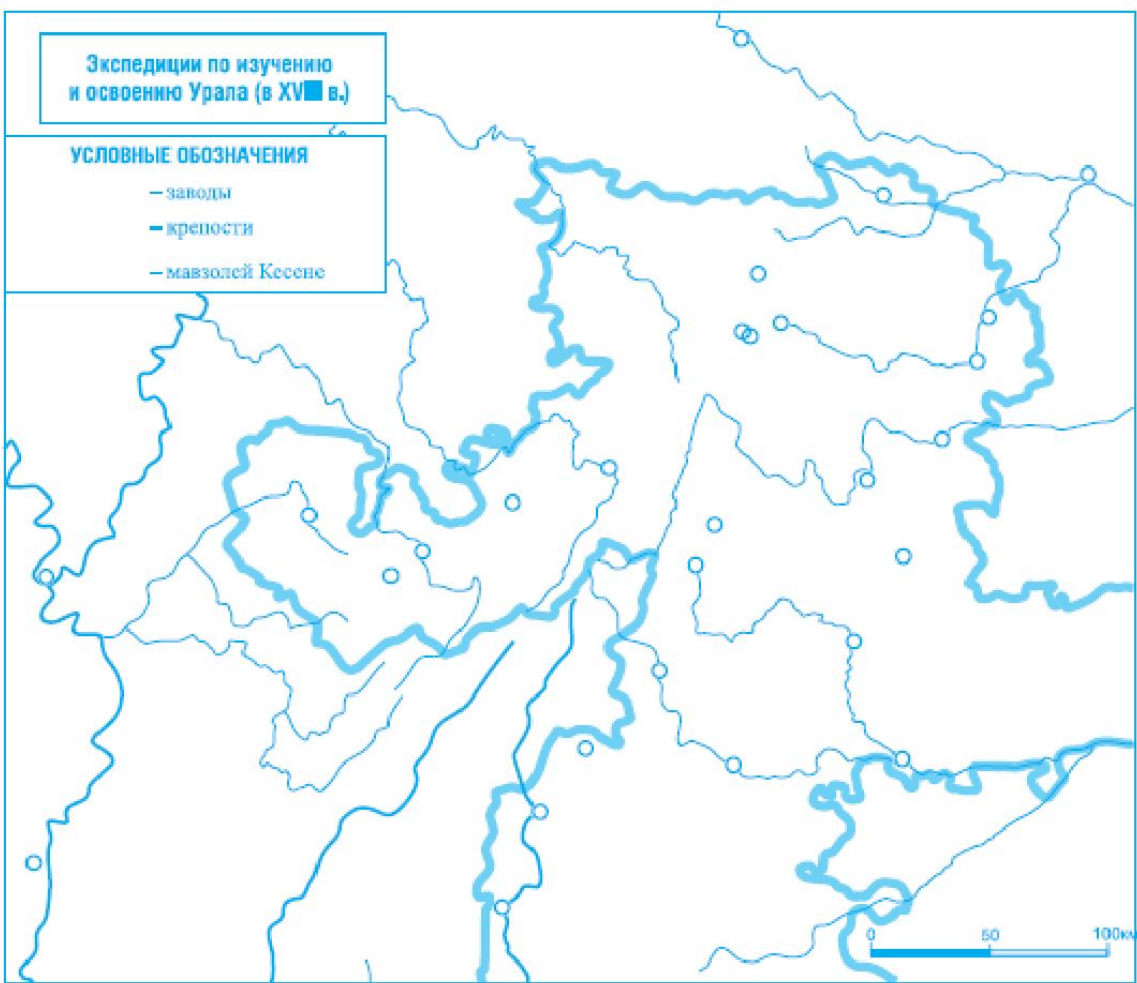 Экспедиции по изучению
и освоению Урала (в XV в.)
УСЛОВНЫЕ ОБОЗНАЧЕНИЯ
– заводы
– крепости
– мавзолей Кесене
0 50 100км